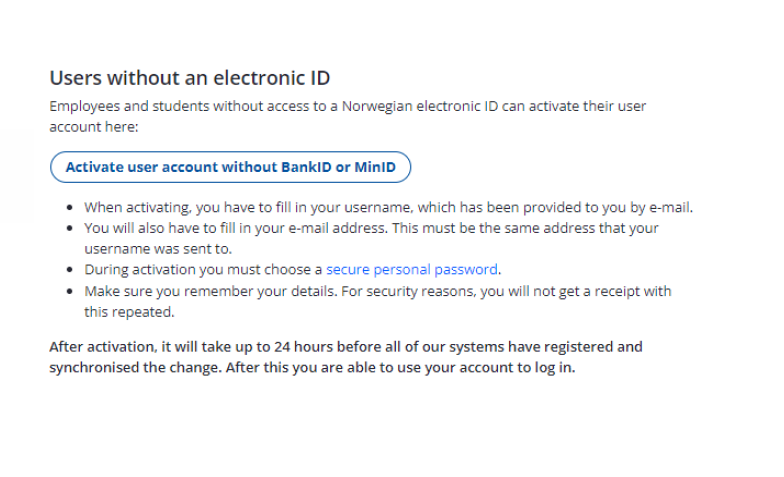 Users without an electronic ID
Employees and students without access to a Norwegian electronic ID can activate their user
account here:
Activate user account without BankID or MinID
• When activating, you have to fill in your username, which has been provided to you by e-mail.
• You will also have to fill in your e-mail address. This must be the same address that your
username was sent to.
• During activation you must choose a secure personal password.
• Make sure you remember your details. For security reasons, you will not get a receipt with
this repeated.
After activation, it will take up to 24 hours before all of our systems have registered and
synchronised the change. After this you are able to use your account to log in.